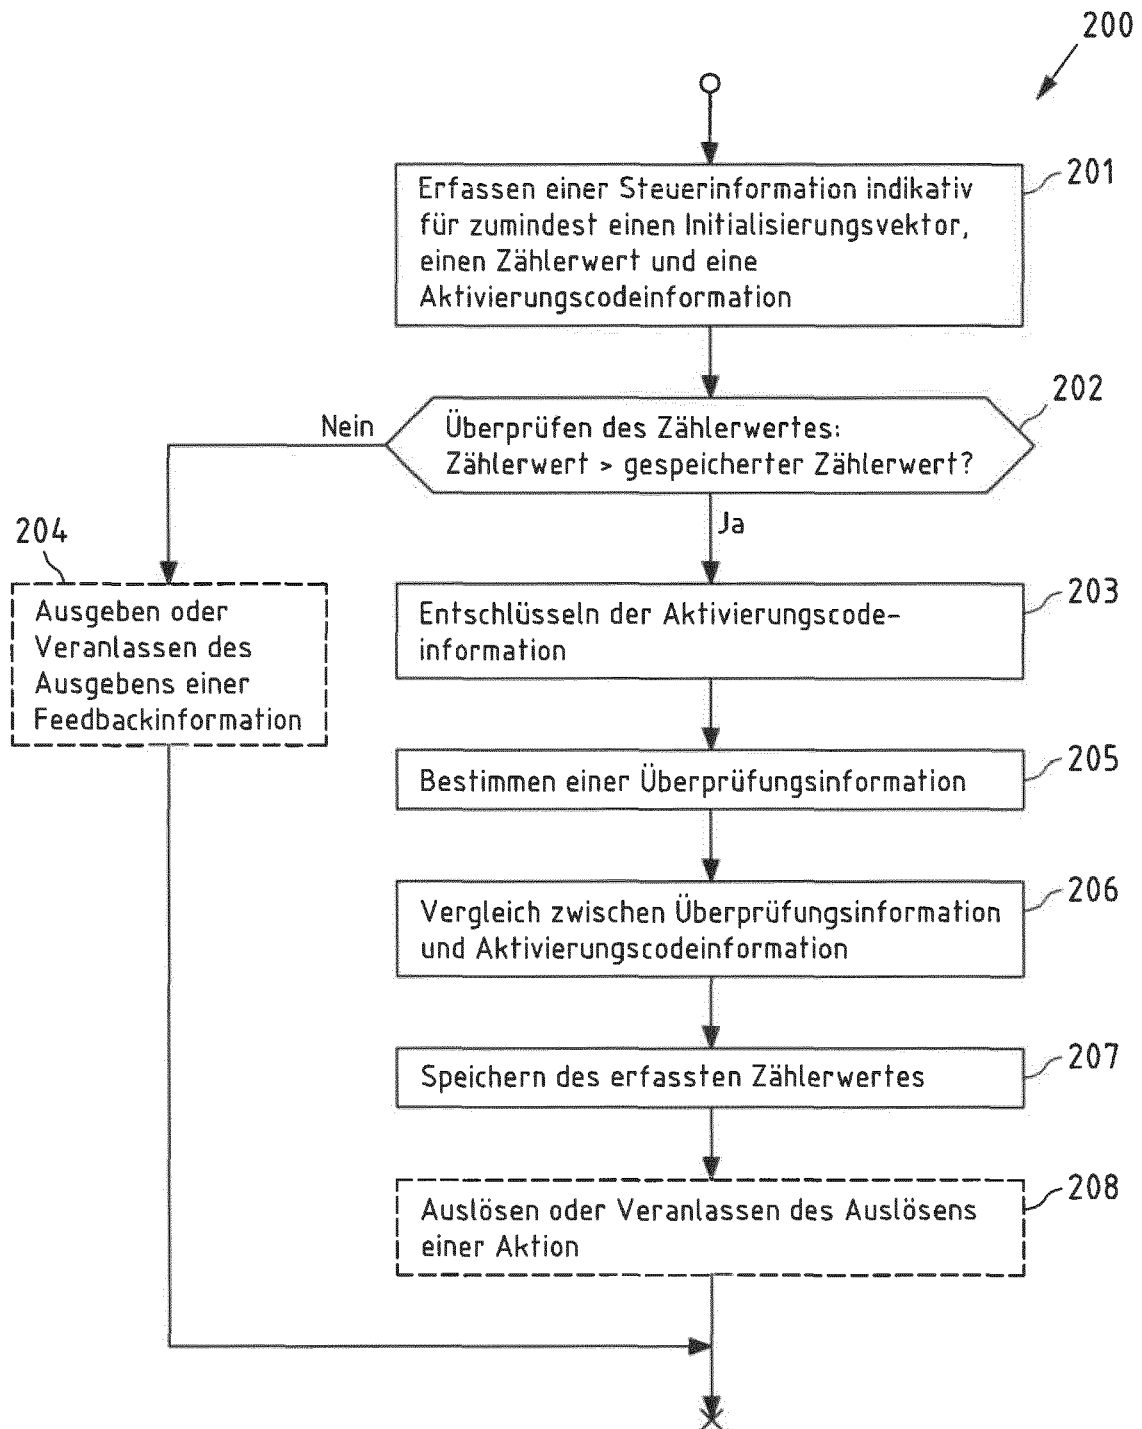 200
201
Erfassen einer Steuerinformation indikativ
für zumindest einen Initialisierungsvektor,
einen Zählerwert und eine
Aktivierungscodeinformation
202
Nein
Überprüfen des Zählerwertes:
Zählerwert > gespeicherter Zählerwert?
Ja
204
Ausgeben oder
Veranlassen des
Ausgebens einer
Feedbackinformation
203
Entschlüsseln der Aktivierungscode-
information
205
Bestimmen einer Überprüfungsinformation
206
Vergleich zwischen Überprüfungsinformation
und Aktivierungscodeinformation
207
Speichern des erfassten Zählerwertes
208
Auslösen oder Veranlassen des Auslösens
einer Aktion